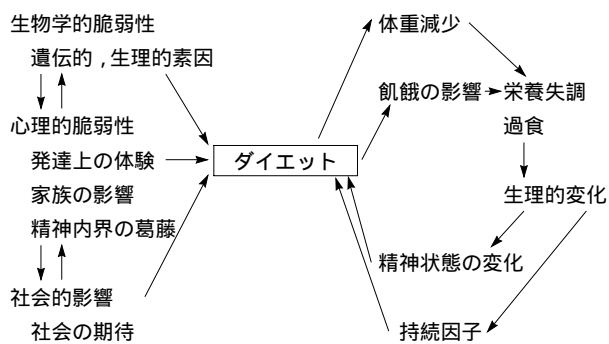 生物学的脆弱性
遺伝的，生理的素因
心理的脆弱性
発達上の体験
家族の影響
精神内界の葛藤
社会的影響
社会の期待
ダイエット
体重減少
飢餓の影響
栄養失調
過食
生理的変化
精神状態の変化
持続因子